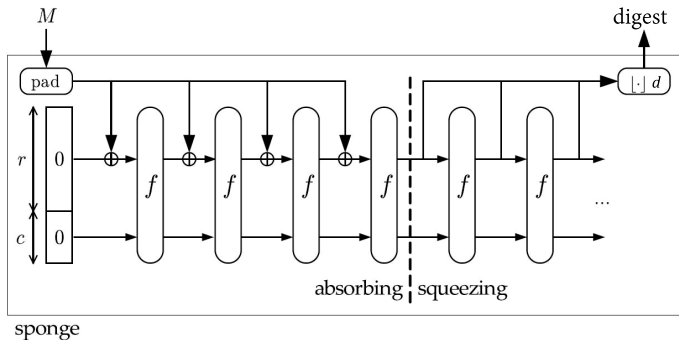 M
digest
pad
⌊·⌋ d
r
0
f f f f f f
c
0
...
absorbing squeezing
sponge